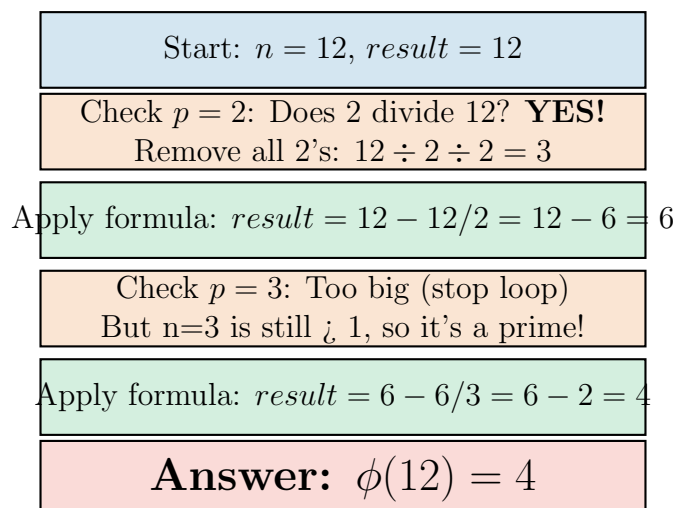 Start: n = 12, result = 12
Check p = 2: Does 2 divide 12? YES!
Remove all 2's: 12 ÷ 2 ÷ 2 = 3
Apply formula: result = 12 − 12/2 = 12 − 6 = 6
Check p = 3: Too big (stop loop)
But n=3 is still ¿ 1, so it's a prime!
Apply formula: result = 6 − 6/3 = 6 − 2 = 4
Answer: ϕ(12) = 4